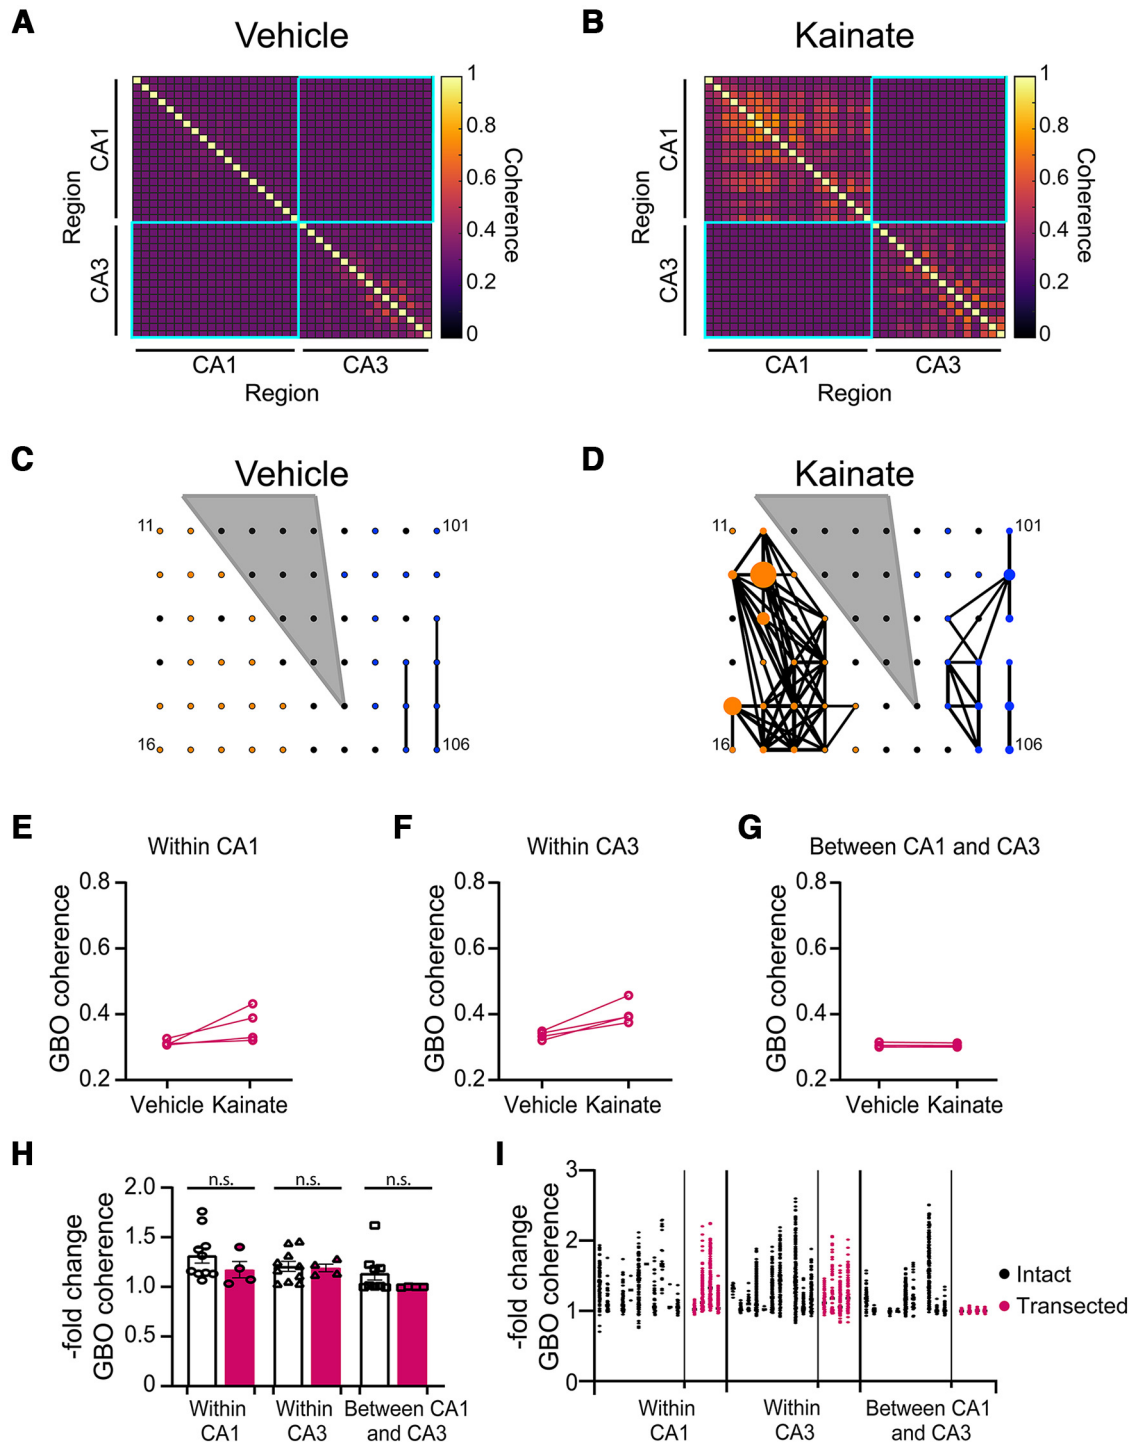 A
Vehicle
B
Kainate
CA1
CA3
Region
CA1
CA3
Region
1
0.8
0.6
0.4
0.2
0
Coherence
CA1
CA3
Region
CA1
CA3
Region
1
0.8
0.6
0.4
0.2
0
Coherence
C
Vehicle
11
101
16
106
D
Kainate
11
101
16
106
E
Within CA1
GBO coherence
0.8
0.6
0.4
0.2
Vehicle Kainate
F
Within CA3
GBO coherence
0.8
0.6
0.4
0.2
Vehicle Kainate
G
Between CA1 and CA3
GBO coherence
0.8
0.6
0.4
0.2
Vehicle Kainate
H
-fold change
GBO coherence
2.0
1.5
1.0
0.5
0
n.s.
n.s.
n.s.
Within
CA1
Within
CA3
Between CA1
and CA3
I
-fold change
GBO coherence
3
2
1
0
Within
CA1
Within
CA3
Between CA1
and CA3
Intact
Transected